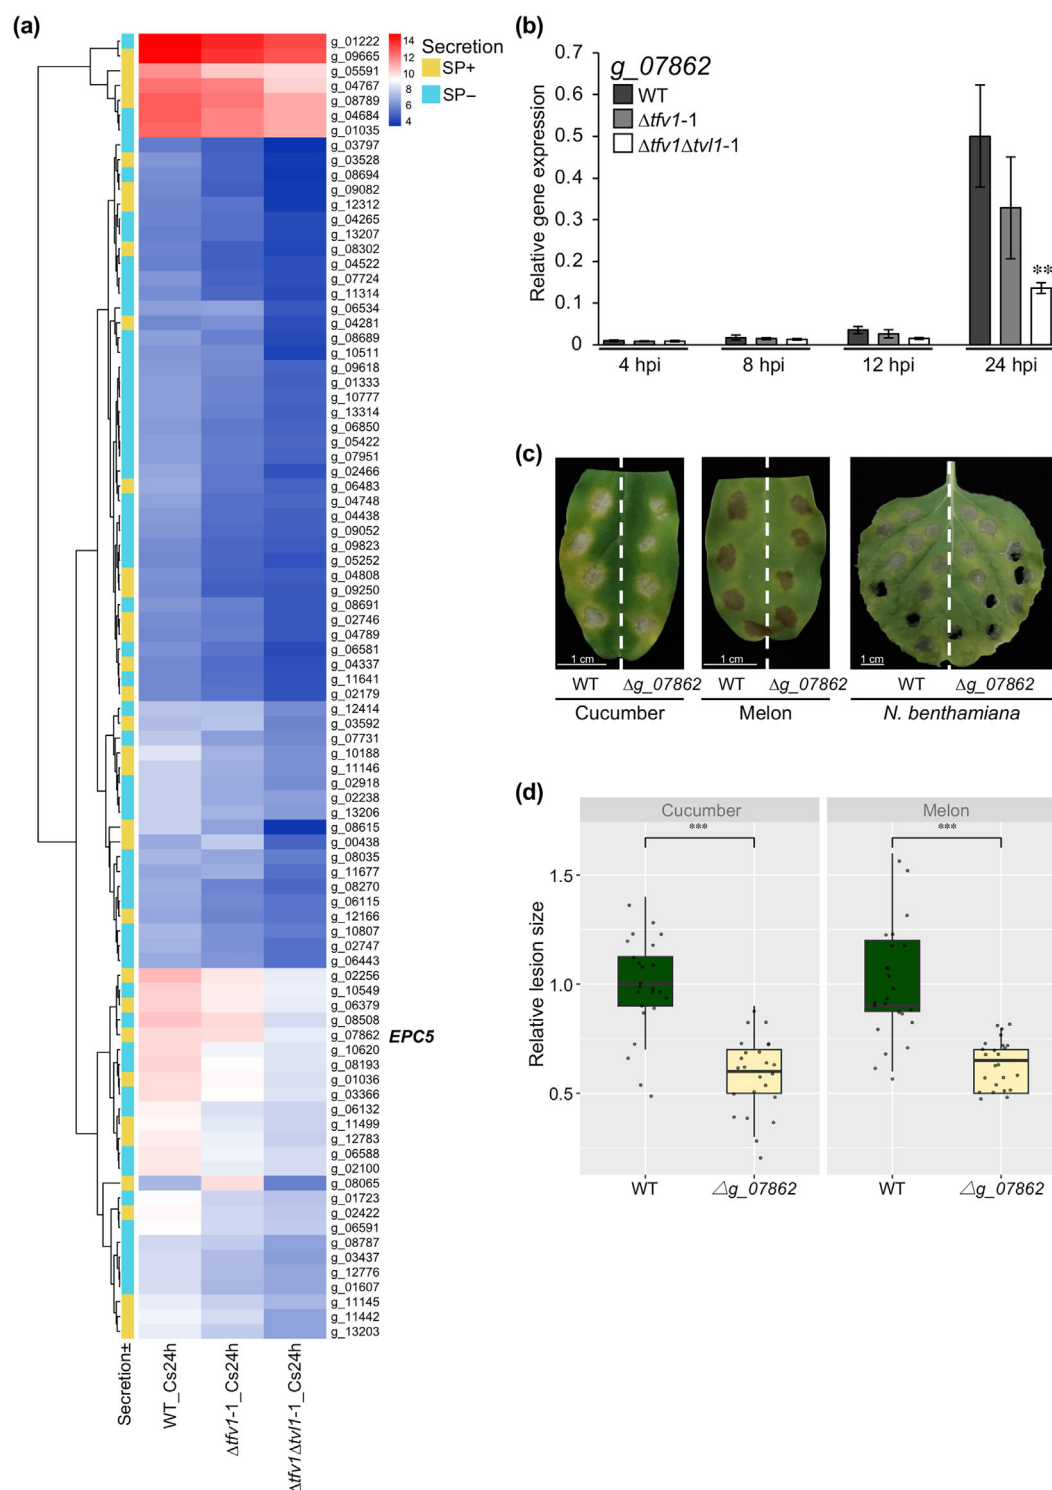 (a)
14
12
10
8
6
4
Secretion
SP+
SP–
g_01222
g_09665
g_05591
g_04767
g_08789
g_04684
g_01035
g_03797
g_03528
g_08694
g_09082
g_12312
g_04265
g_13207
g_08302
g_04522
g_07724
g_11314
g_06534
g_04281
g_08689
g_10511
g_09618
g_01333
g_10777
g_13314
g_06850
g_05422
g_07951
g_02466
g_06483
g_04748
g_04438
g_09052
g_09823
g_05252
g_04808
g_09250
g_08691
g_02746
g_04789
g_06581
g_04337
g_11641
g_02179
g_12414
g_03592
g_07731
g_10188
g_11146
g_02918
g_02238
g_13206
g_08615
g_00438
g_08035
g_11677
g_08270
g_06115
g_12166
g_10807
g_02747
g_06443
g_02256
g_10549
g_06379
g_08508
g_07862 EPC5
g_10620
g_08193
g_01036
g_03366
g_06132
g_11499
g_12783
g_06588
g_02100
g_08065
g_01723
g_02422
g_06591
g_08787
g_03437
g_12776
g_01607
g_11145
g_11442
g_13203
Secretion±
WT_Cs24h
Δtfv1-1_Cs24h
Δtfv1Δtvl1-1_Cs24h
(b)
g_07862
WT
Δtfv1-1
Δtfv1Δtvl1-1
Relative gene expression
0.7
0.6
0.5
0.4
0.3
0.2
0.1
0
**
4 hpi 8 hpi 12 hpi 24 hpi
(c)
1 cm 1 cm 1 cm
WT Δg_07862 WT Δg_07862 WT Δg_07862
Cucumber Melon N. benthamiana
(d)
Cucumber Melon
*** ***
Relative lesion size
1.5
1.0
0.5
WT △g_07862 WT △g_07862